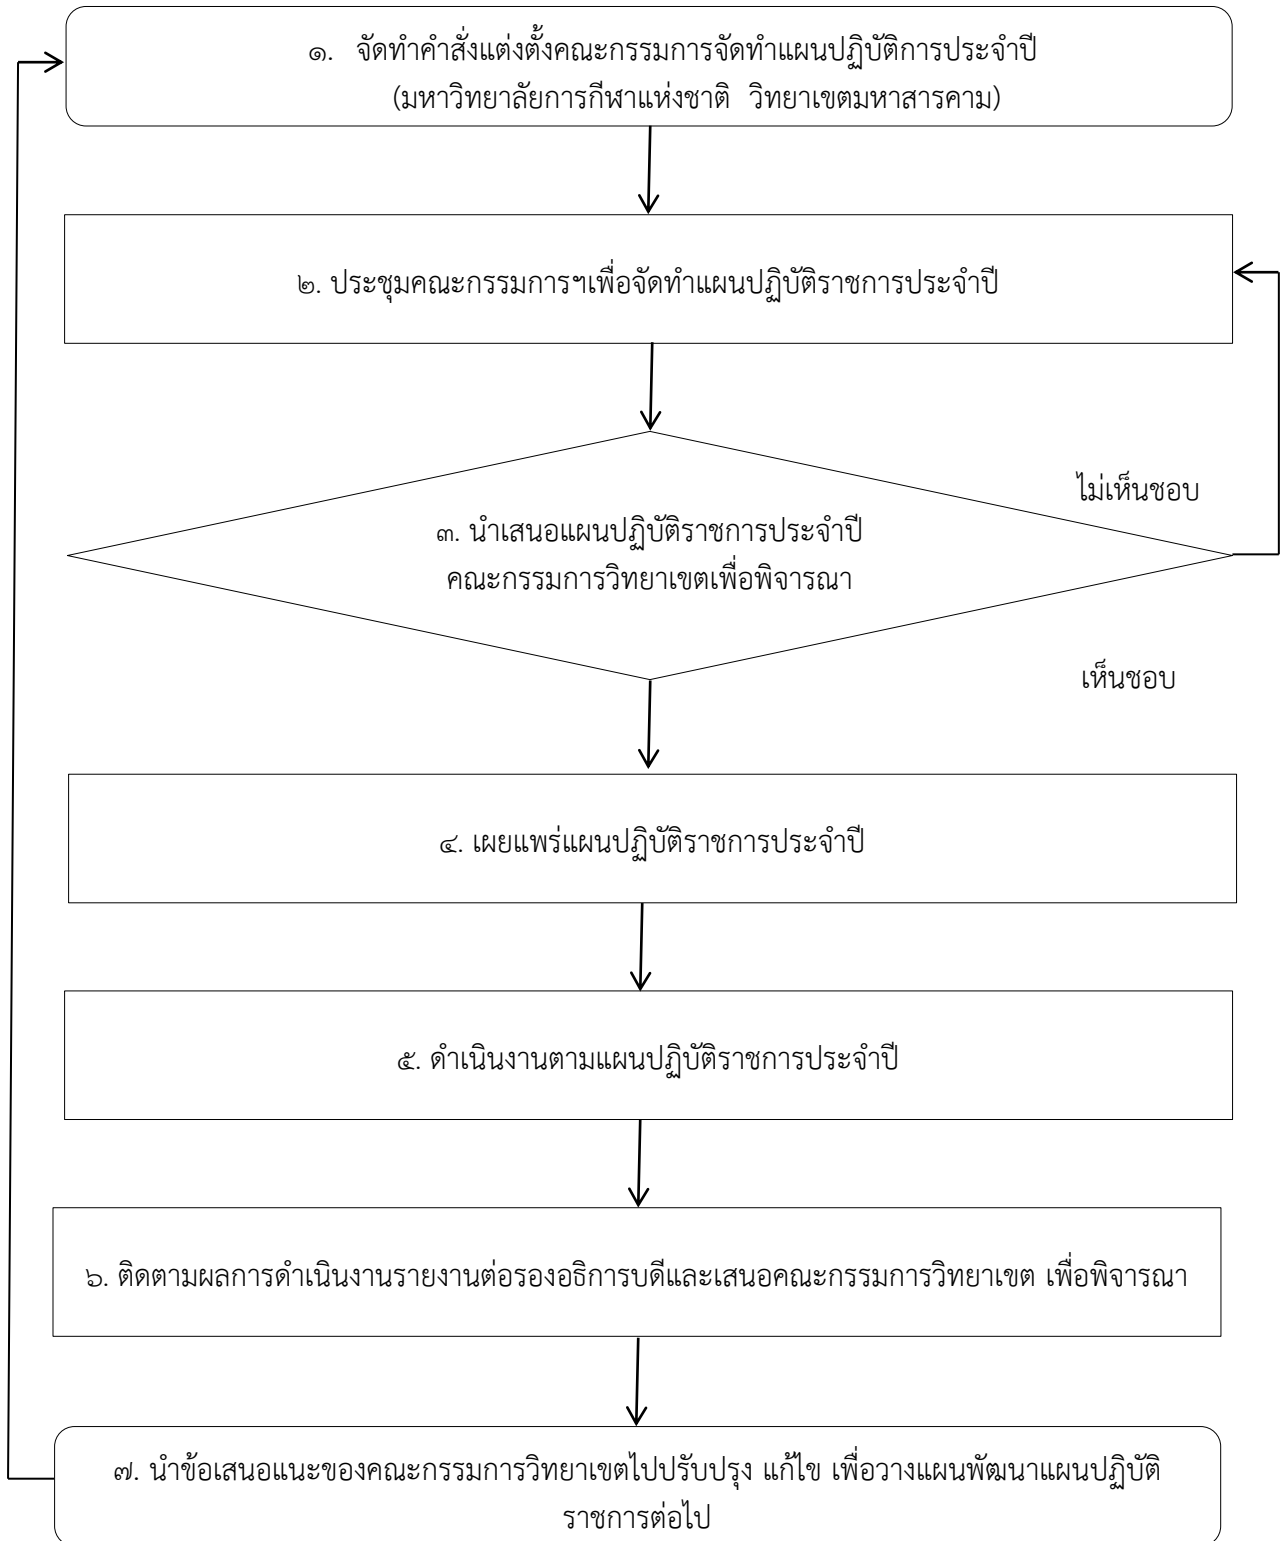 ๑. จัดทำคำสั่งแต่งตั้งคณะกรรมการจัดทำแผนปฏิบัติการประจำปี
(มหาวิทยาลัยการกีฬาแห่งชาติ วิทยาเขตมหาสารคาม)
๒. ประชุมคณะกรรมการฯเพื่อจัดทำแผนปฏิบัติราชการประจำปี
ไม่เห็นชอบ
๓. นำเสนอแผนปฏิบัติราชการประจำปี
คณะกรรมการวิทยาเขตเพื่อพิจารณา
เห็นชอบ
๔. เผยแพร่แผนปฏิบัติราชการประจำปี
๕. ดำเนินงานตามแผนปฏิบัติราชการประจำปี
๖. ติดตามผลการดำเนินงานรายงานต่อรองอธิการบดีและเสนอคณะกรรมการวิทยาเขต เพื่อพิจารณา
๗. นำข้อเสนอแนะของคณะกรรมการวิทยาเขตไปปรับปรุง แก้ไข เพื่อวางแผนพัฒนาแผนปฏิบัติ
ราชการต่อไป